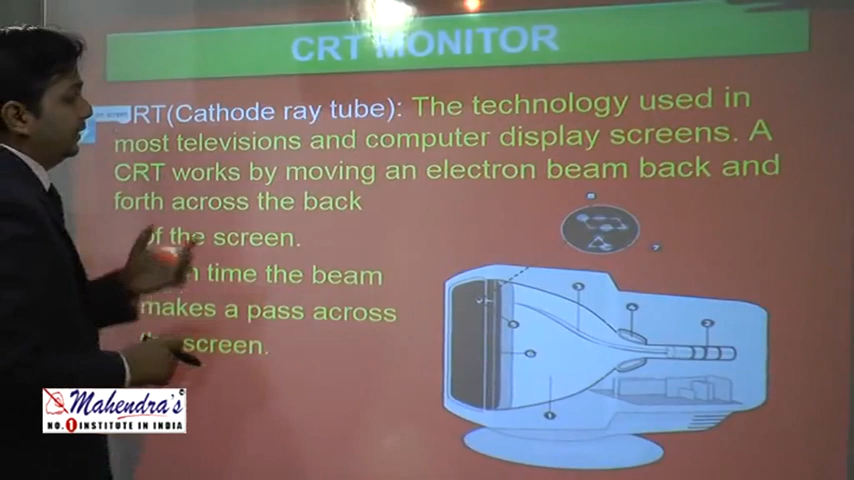 CRT MONITOR
RT(Cathode ray tube): The technology used in
most televisions and computer display screens. A
CRT works by moving an electron beam back and
forth across the back
of the screen.
time the beam
makes a pass across
screen.
Mahendra's
NO.1 INSTITUTE IN INDIA